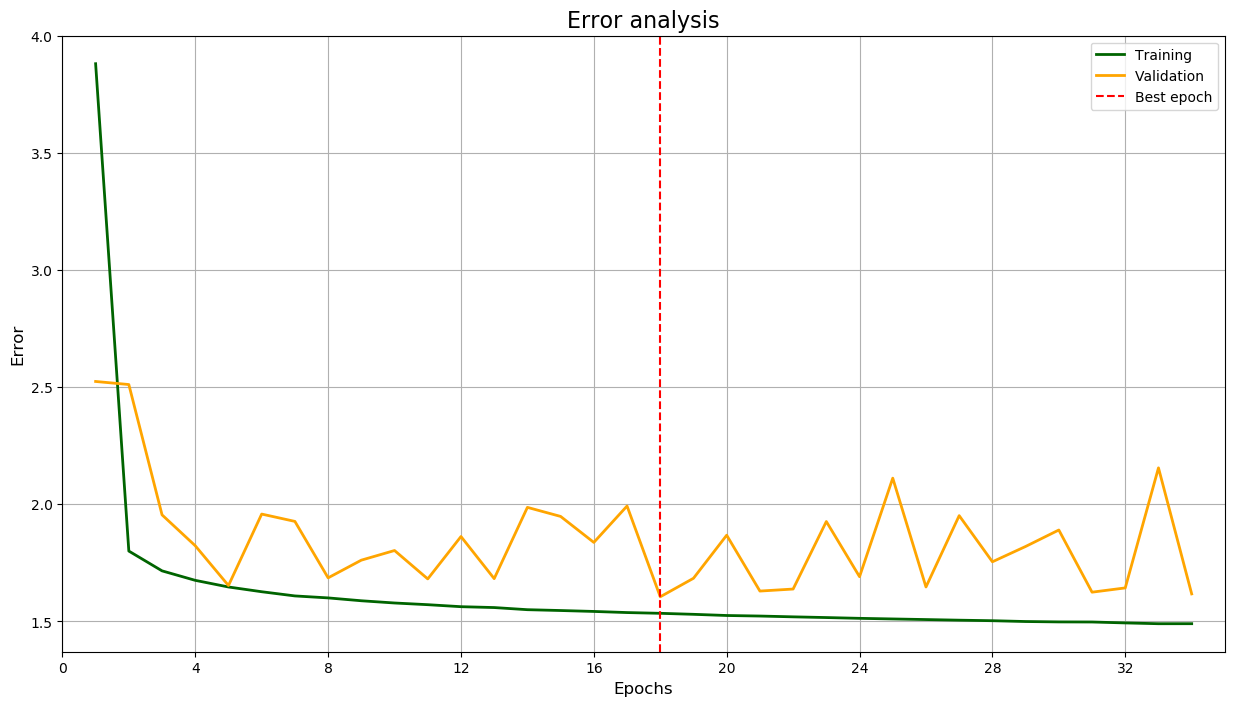 Error analysis
4.0
3.5
3.0
2.5
2.0
1.5
Error
0 4 8 12 16 20 24 28 32
Epochs
Training
Validation
Best epoch